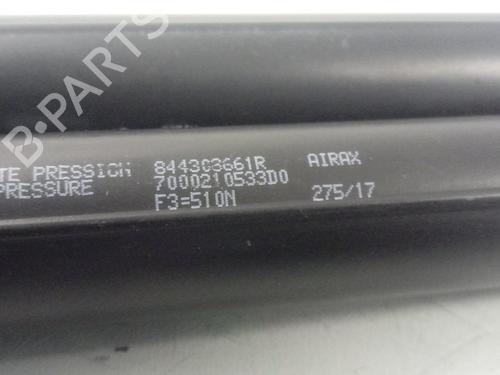 B-PARTS
TE PRESSION 844303661R AIRAX
PRESSURE 7000210533D0
F3=510N 275/17